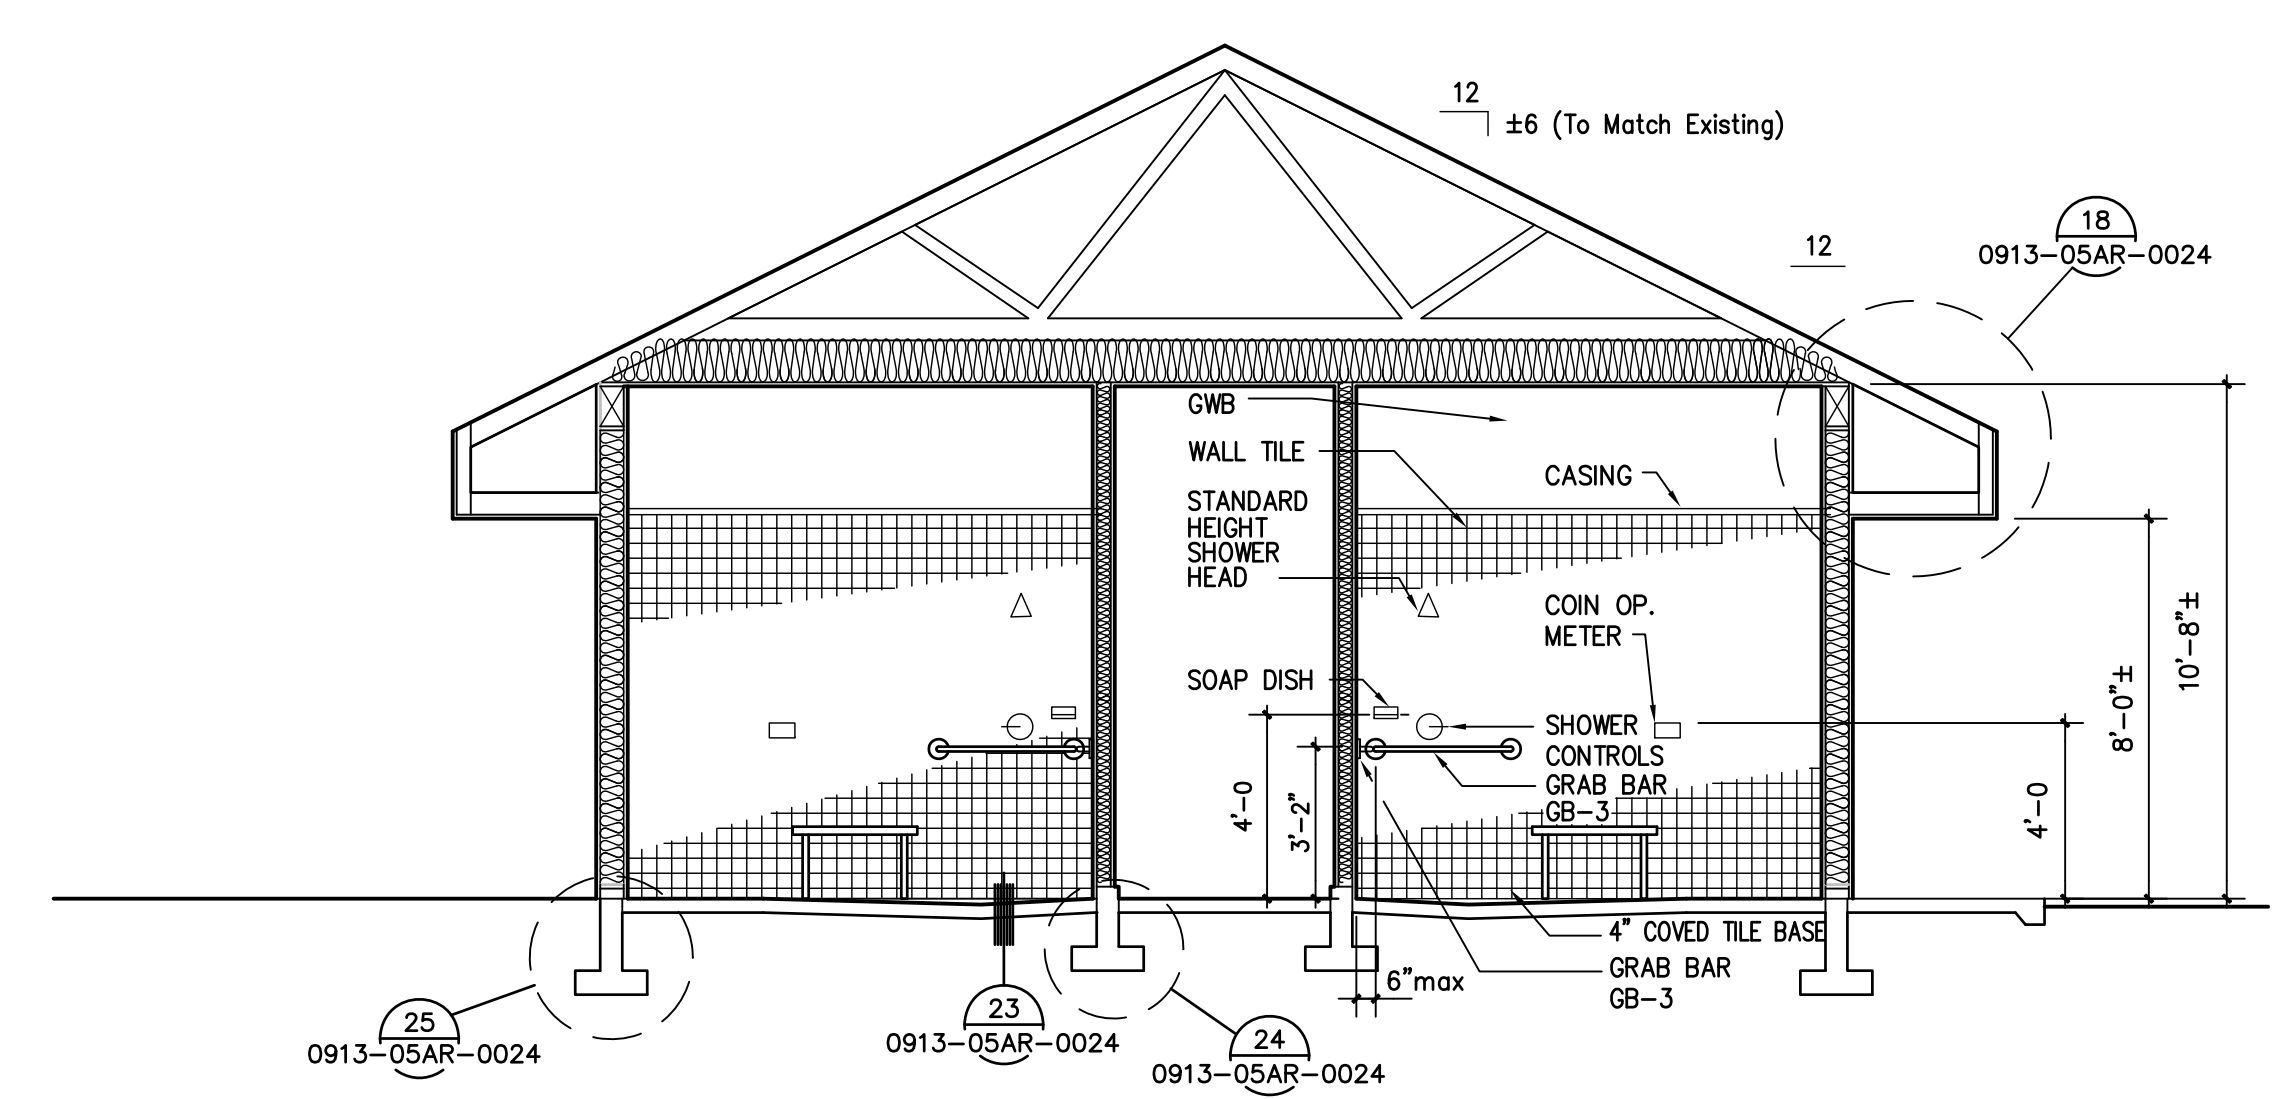 12
±6 (To Match Existing)
18
0913-05AR-0024
12
GWB
WALL TILE
CASING
STANDARD
HEIGHT
SHOWER
HEAD
COIN OP.
METER
10'-8"±
8'-0"±
SOAP DISH
SHOWER
CONTROLS
GRAB BAR
GB-3
4'-0
3'-2"
4'-0
4" COVED TILE BASE
GRAB BAR
GB-3
6"max
25
0913-05AR-0024
23
0913-05AR-0024
24
0913-05AR-0024